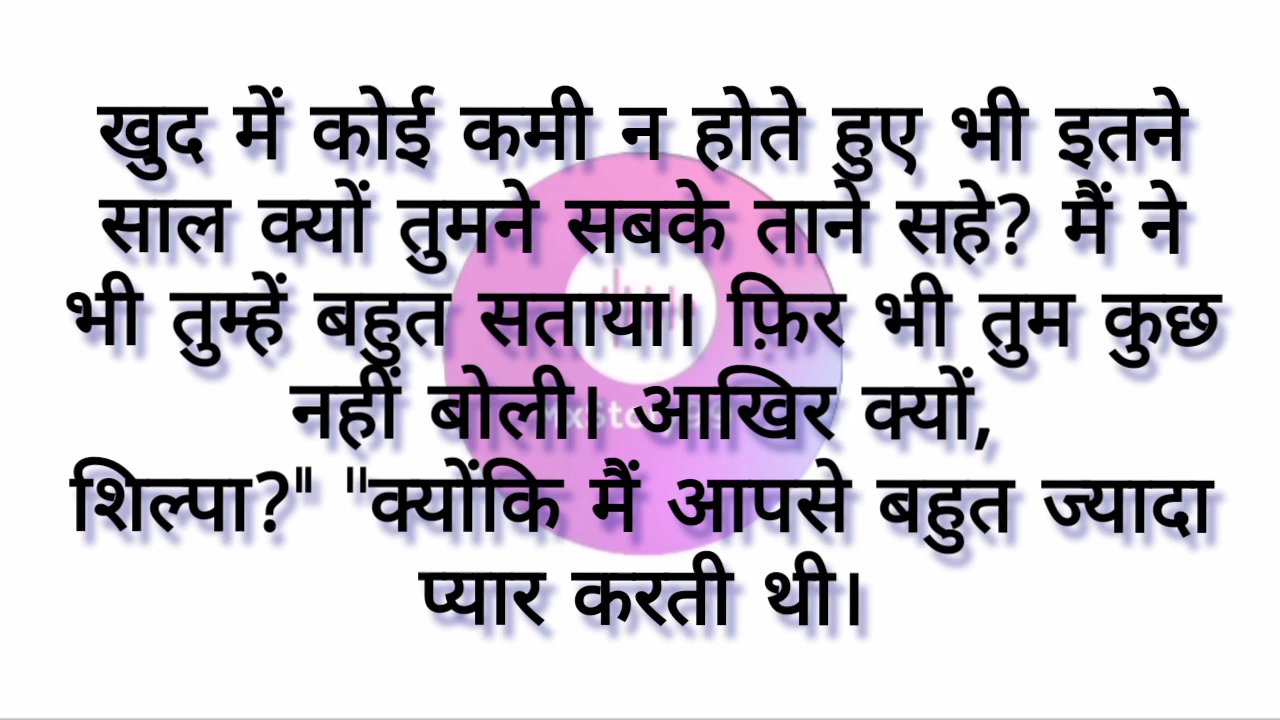 खुद में कोई कमी न होते हुए भी इतने
साल क्यों तुमने सबके ताने सहे? मैं ने
भी तुम्हें बहुत सताया। फ़िर भी तुम कुछ
नहीं बोली। आखिर क्यों,
शिल्पा?" "क्योंकि मैं आपसे बहुत ज्यादा
प्यार करती थी।